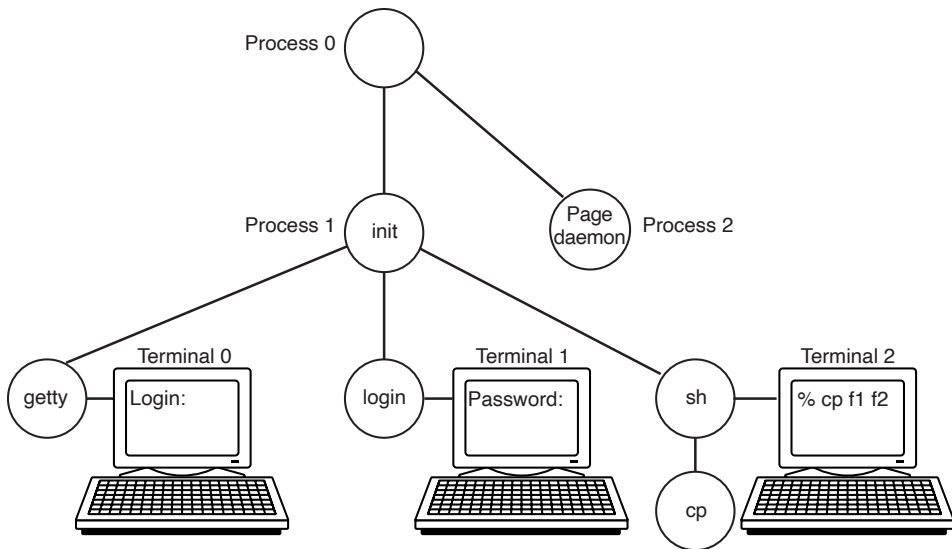 Process 0
Process 1
init
Page
daemon
Process 2
Terminal 0
Terminal 1
Terminal 2
getty
Login:
login
Password:
sh
% cp f1 f2
cp